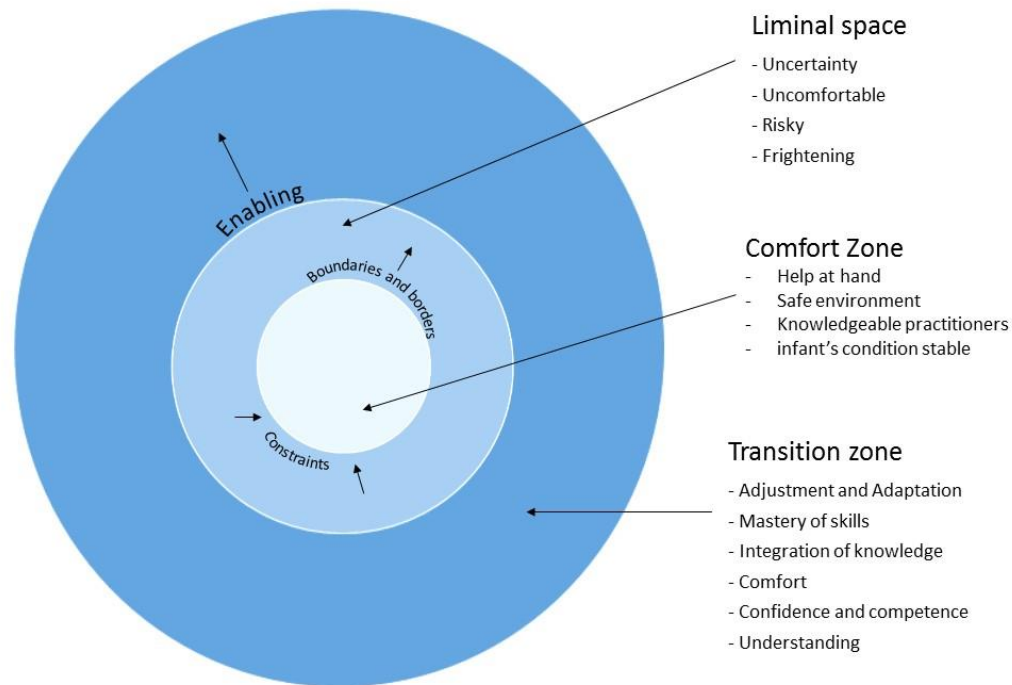 Liminal space
- Uncertainty
- Uncomfortable
- Risky
- Frightening
Enabling
Boundaries and borders
Constraints
Comfort Zone
- Help at hand
- Safe environment
- Knowledgeable practitioners
- infant’s condition stable
Transition zone
- Adjustment and Adaptation
- Mastery of skills
- Integration of knowledge
- Comfort
- Confidence and competence
- Understanding